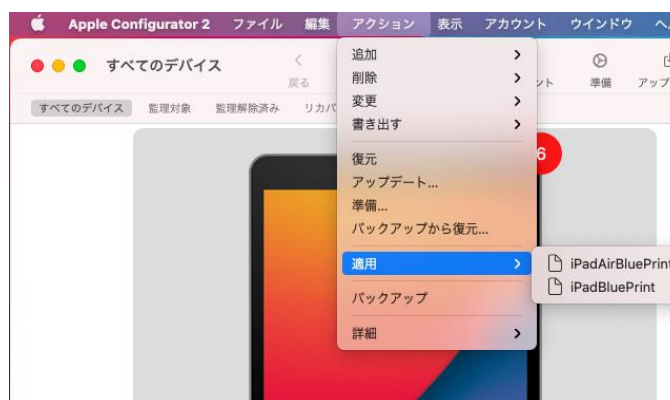 Apple Configurator 2 ファイル 編集 アクション 表示 アカウント ウインドウ
すべてのデバイス
戻る
準備
すべてのデバイス 監理対象 監理解除済み
追加
削除
変更
書き出す
復元
アップデート...
準備...
バックアップから復元...
適用
バックアップ
詳細
6
iPadAirBluePrint
iPadBluePrint